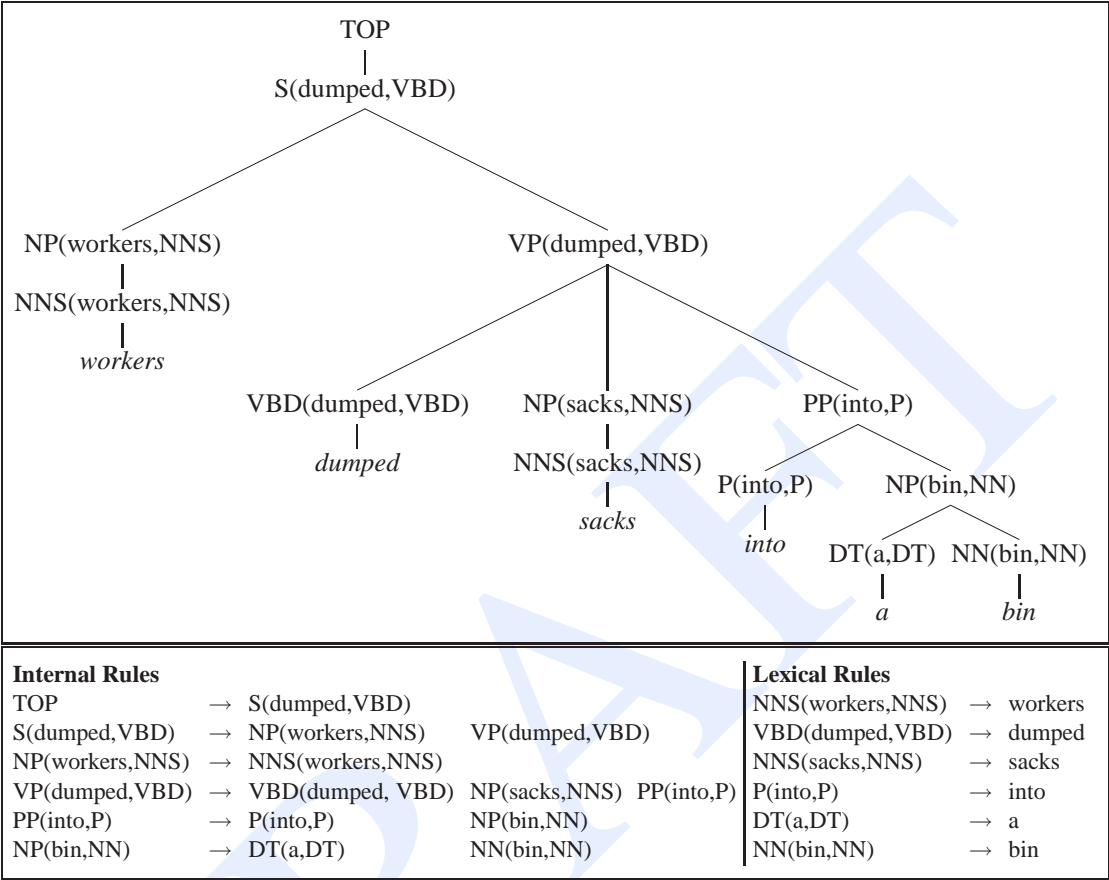 TOP
S(dumped,VBD)
NP(workers,NNS) VP(dumped,VBD)
NNS(workers,NNS)
workers
VBD(dumped,VBD) NP(sacks,NNS) PP(into,P)
dumped NNS(sacks,NNS)
P(into,P) NP(bin,NN)
sacks
into
DT(a,DT) NN(bin,NN)
a bin
Internal Rules Lexical Rules
TOP → S(dumped,VBD) NNS(workers,NNS) → workers
S(dumped,VBD) → NP(workers,NNS) VP(dumped,VBD) VBD(dumped,VBD) → dumped
NP(workers,NNS) → NNS(workers,NNS) NNS(sacks,NNS) → sacks
VP(dumped,VBD) → VBD(dumped, VBD) NP(sacks,NNS) PP(into,P) P(into,P) → into
PP(into,P) → P(into,P) NP(bin,NN) DT(a,DT) → a
NP(bin,NN) → DT(a,DT) NN(bin,NN) NN(bin,NN) → bin